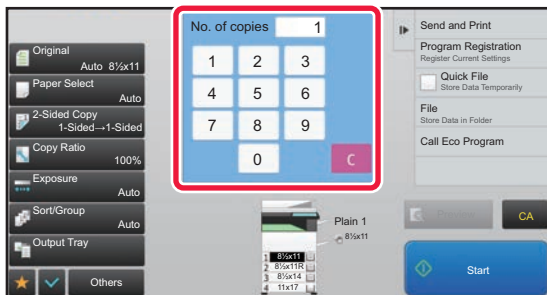 No. of copies 1
1 2 3
4 5 6
7 8 9
0 C
Original
Auto 8½x11
Paper Select
Auto
2-Sided Copy
1-Sided→1-Sided
Copy Ratio
100%
Exposure
Auto
Sort/Group
Auto
Output Tray
Others
Plain 1
8½x11
1 8½x11
2 8½x11R
3 8½x14
4 11x17
Send and Print
Program Registration
Register Current Settings
Quick File
Store Data Temporarily
File
Store Data in Folder
Call Eco Program
CA
Start